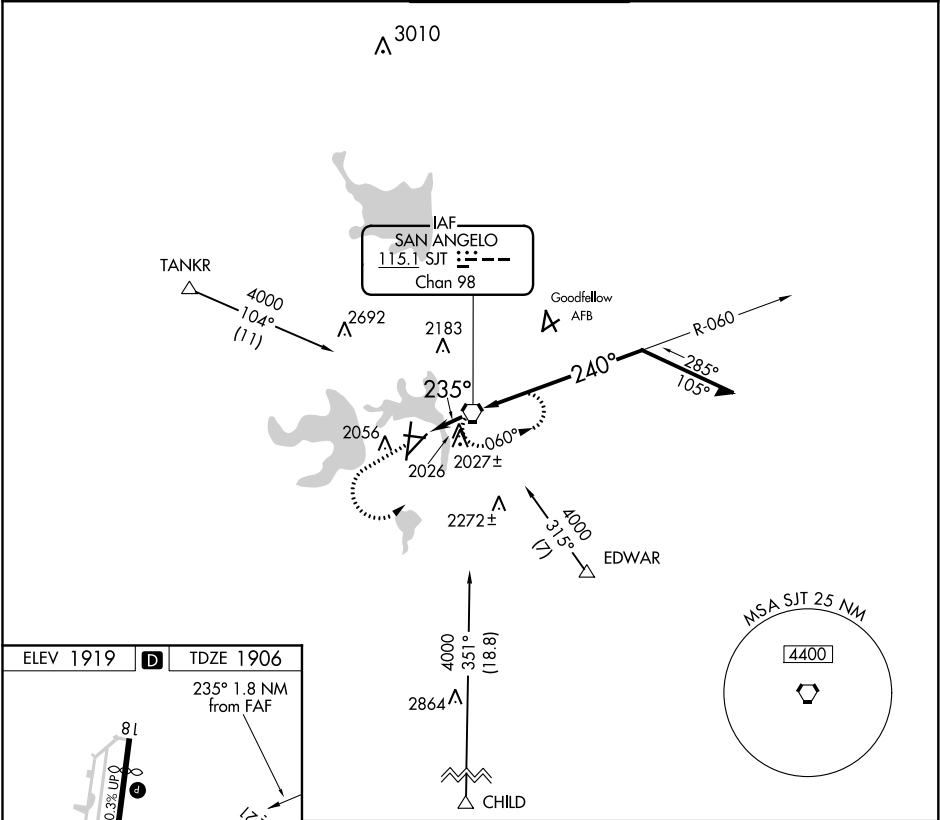 3010
IAF
SAN ANGELO
115.1 SJT
Chan 98
TANKR
4000
104°
(11)
2692
2183
Goodfellow
AFB
R-060
285°
105°
240°
235°
060°
2056
2026
2027±
2272±
4000
315°
(7)
EDWAR
4000
351°
(18.8)
2864
CHILD
MSA SJT 25 NM
4400
ELEV 1919 D TDZE 1906
235° 1.8 NM
from FAF
18
0.3% UP
P
21